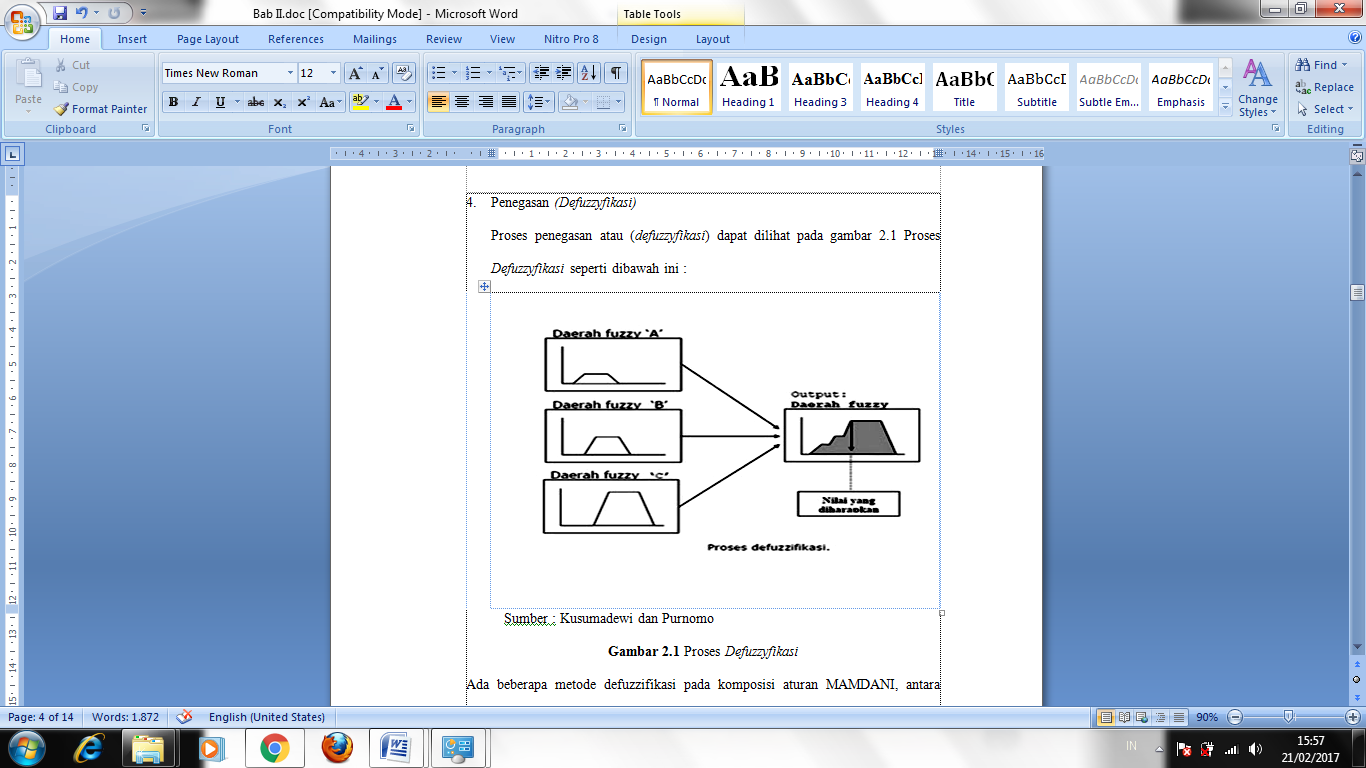 Bab II.doc [Compatibility Mode] - Microsoft Word
Table Tools
Home Insert Page Layout References Mailings Review View Nitro Pro 8 Design Layout
Paste
Cut
Copy
Format Painter
Clipboard
Times New Roman 12
Font
Paragraph
AaBbCcDc AaB AaBbCc AaBbCcI AaBbC AaBbCcI AaBbCcDc AaBbCcDc
¶ Normal Heading 1 Heading 3 Heading 4 Title Subtitle Subtle Em... Emphasis
Change Styles
Styles
Find
Replace
Select
Editing
4. Penegasan (Defuzzyfikasi)
Proses penegasan atau (defuzzyfikasi) dapat dilihat pada gambar 2.1 Proses
Defuzzyfikasi seperti dibawah ini :
Daerah fuzzy ‘A’
Daerah fuzzy ‘B’
Daerah fuzzy ‘C’
Output:
Daerah fuzzy
Nilai yang
diharapkan
Proses defuzzifikasi.
Sumber : Kusumadewi dan Purnomo
Gambar 2.1 Proses Defuzzyfikasi
Ada beberapa metode defuzzifikasi pada komposisi aturan MAMDANI, antara
Page: 4 of 14 Words: 1.872 English (United States) 90%
IN
15:57
21/02/2017